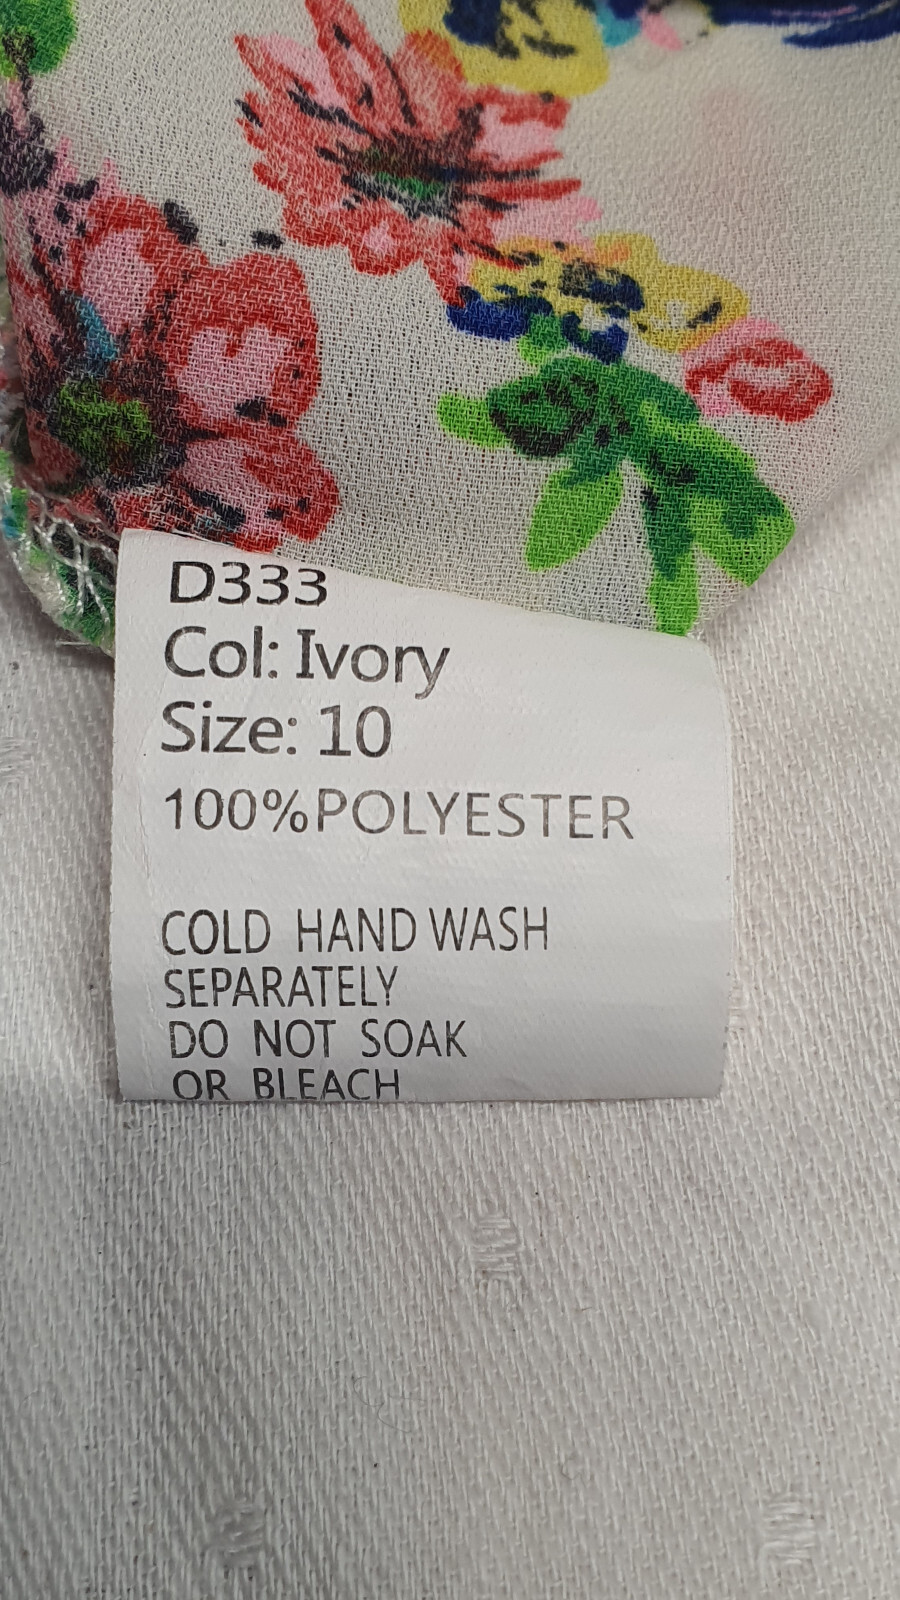 D333
Col: Ivory
Size: 10
100%POLYESTER
COLD HAND WASH
SEPARATELY
DO NOT SOAK
OR BLEACH